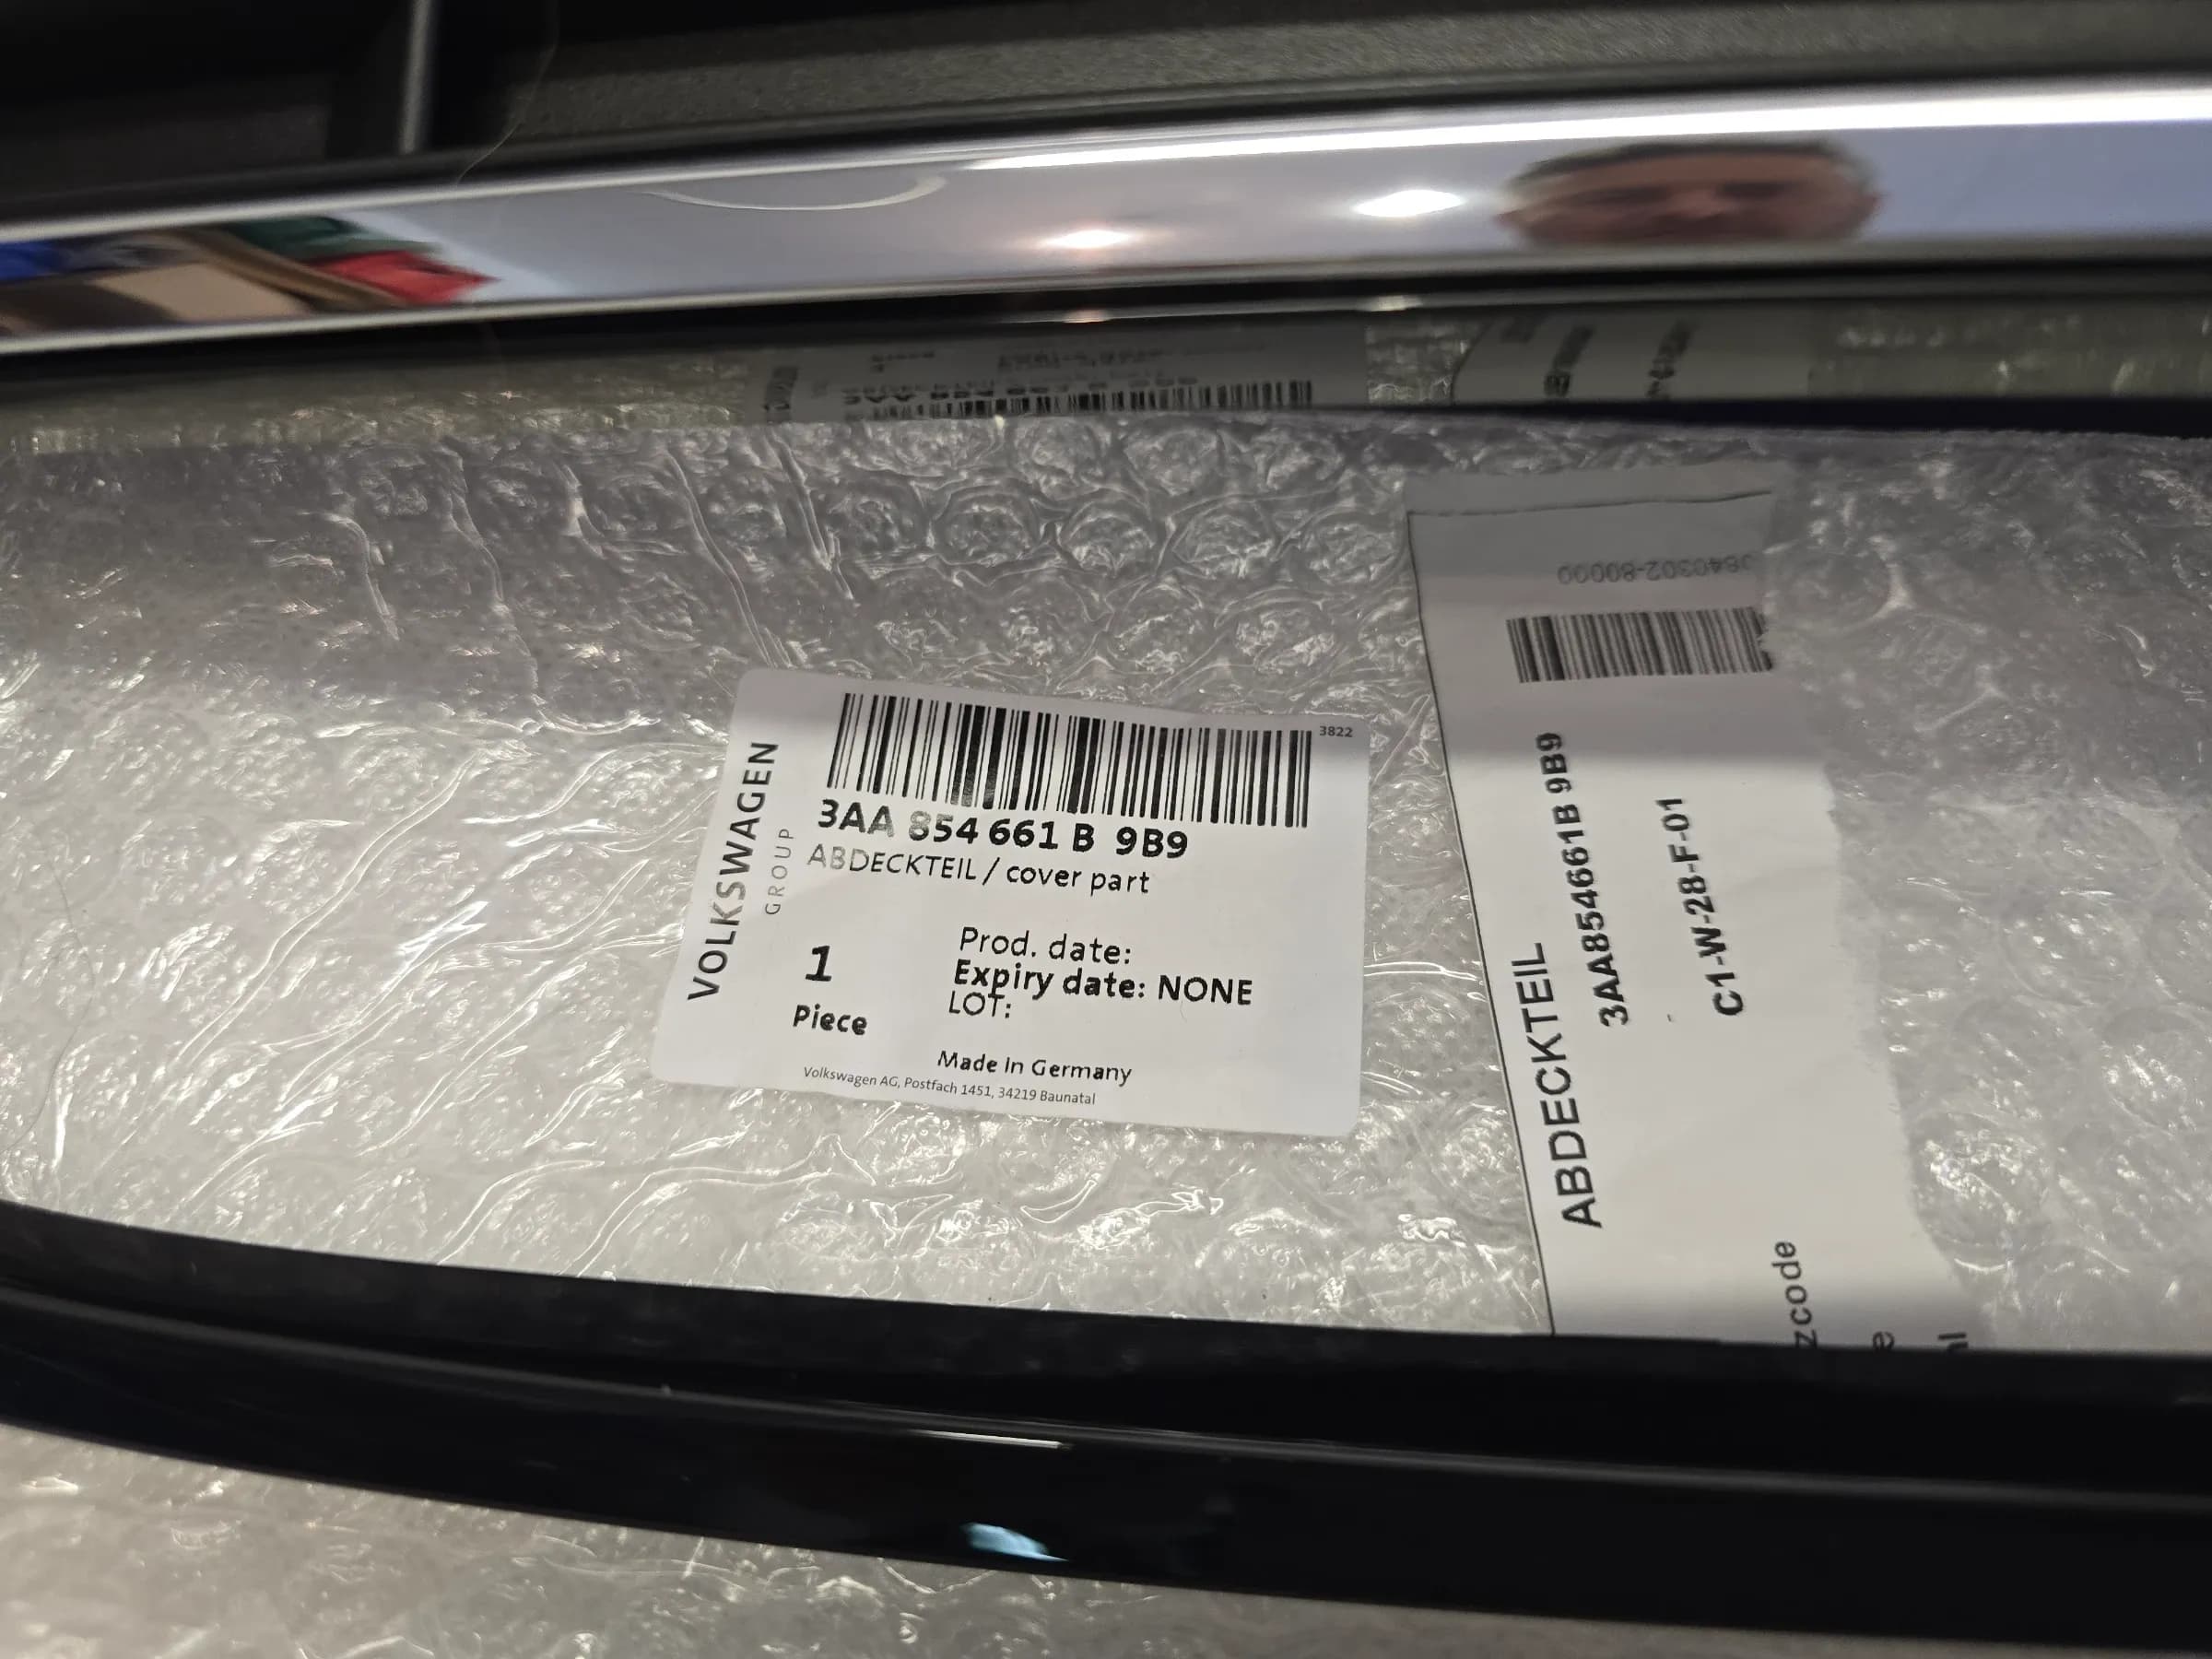 3822
VOLKSWAGEN
GROUP
3AA 854 661 B 9B9
ABDECKTEIL / cover part
1
Piece
Prod. date:
Expiry date: NONE
LOT:
Made In Germany
Volkswagen AG, Postfach 1451, 34219 Baunatal
ABDECKTEIL
3AA854661B 9B9
C1-W-28-F-01
zcode